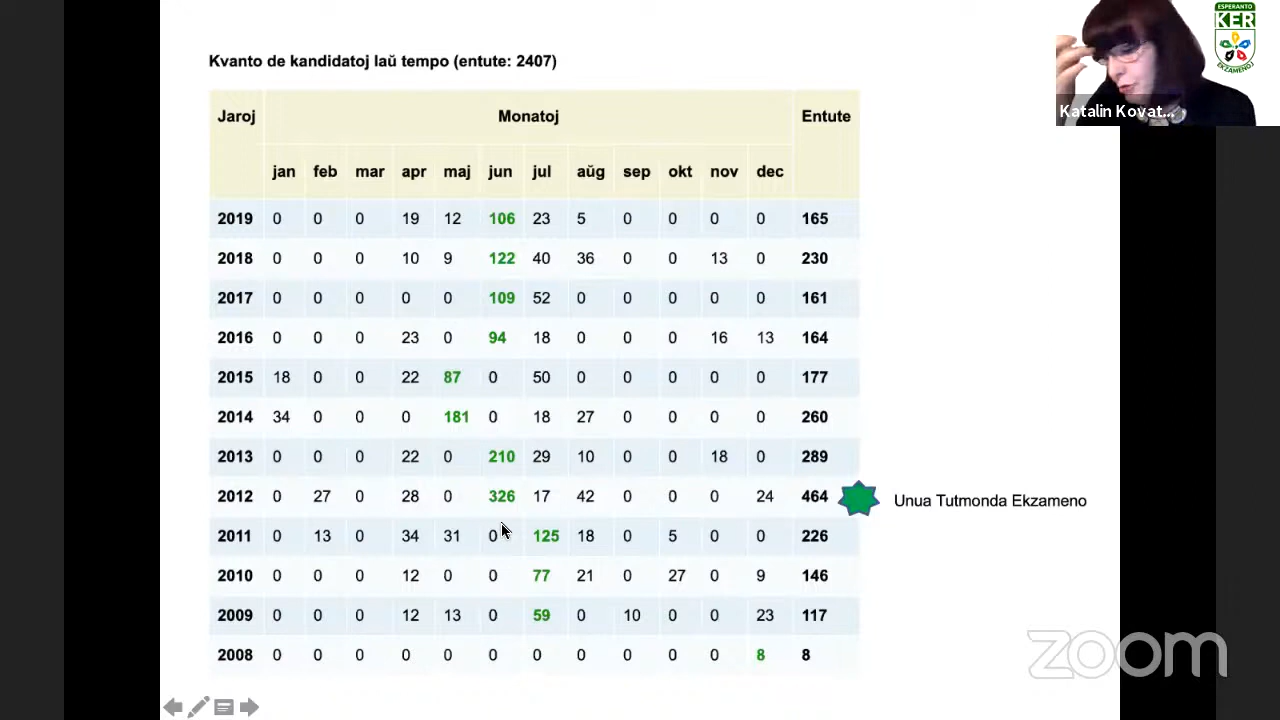 Kvanto de kandidatoj laŭ tempo (entute: 2407)
Jaroj Monatoj Entute
jan feb mar apr maj jun jul aŭg sep okt nov dec
2019 0 0 0 19 12 106 23 5 0 0 0 0 165
2018 0 0 0 10 9 122 40 36 0 0 13 0 230
2017 0 0 0 0 0 109 52 0 0 0 0 0 161
2016 0 0 0 23 0 94 18 0 0 0 16 13 164
2015 18 0 0 22 87 0 50 0 0 0 0 0 177
2014 34 0 0 0 181 0 18 27 0 0 0 0 260
2013 0 0 0 22 0 210 29 10 0 0 18 0 289
2012 0 27 0 28 0 326 17 42 0 0 0 24 464 Unua Tutmonda Ekzameno
2011 0 13 0 34 31 0 125 18 0 5 0 0 226
2010 0 0 0 12 0 0 77 21 0 27 0 9 146
2009 0 0 0 12 13 0 59 0 10 0 0 23 117
2008 0 0 0 0 0 0 0 0 0 0 0 8 8
ESPERANTO
KER
EKZAMENOJ
Katalin Kovat...
zoom